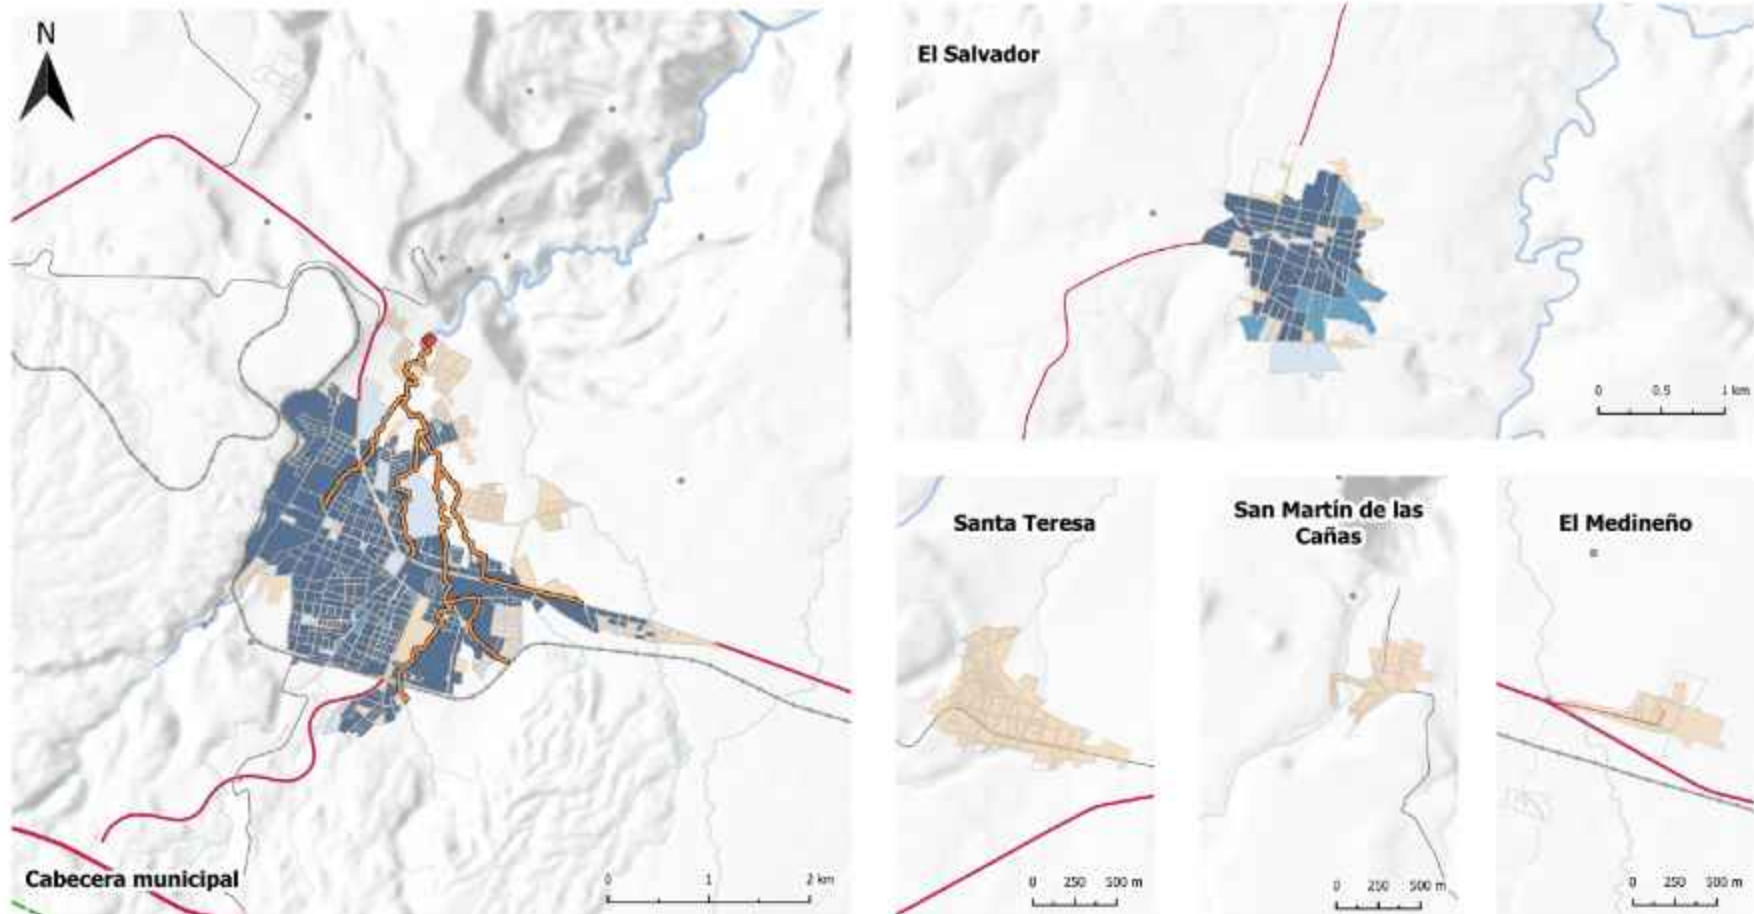 N
El Salvador
0 0.5 1 km
Santa Teresa
San Martín de las
Cañas
El Medineño
Cabecera municipal
0 1 2 km
0 250 500 m
0 250 500 m
0 250 500 m